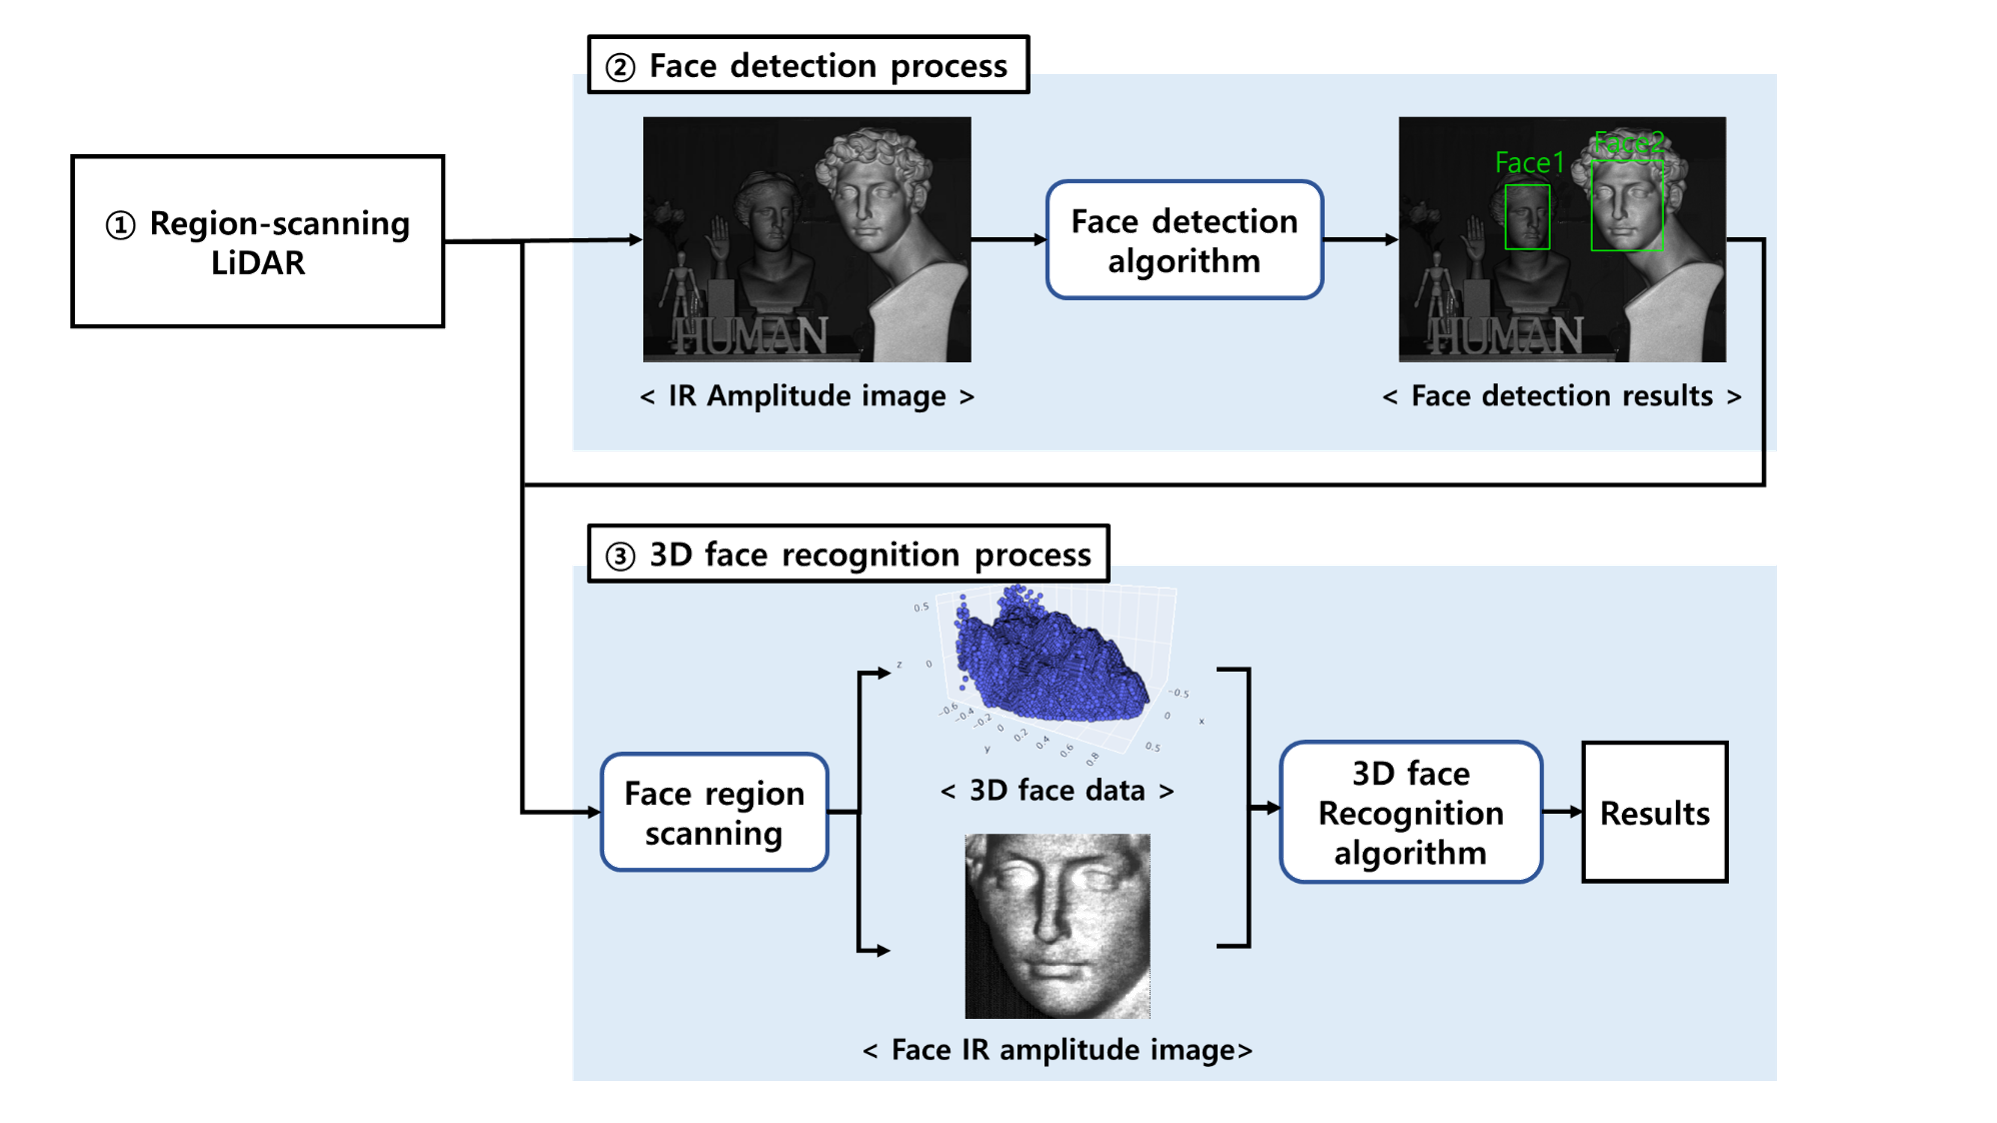 ② Face detection process
① Region-scanning
LiDAR
HUMAN
< IR Amplitude image >
Face detection
algorithm
Face1
Face2
HUMAN
< Face detection results >
③ 3D face recognition process
0.5
z
0
−0.6
−0.4
−0.2
0
0.2
0.4
0.6
0.8
y
−0.5
0
0.5
x
< 3D face data >
Face region
scanning
< Face IR amplitude image>
3D face
Recognition
algorithm
Results